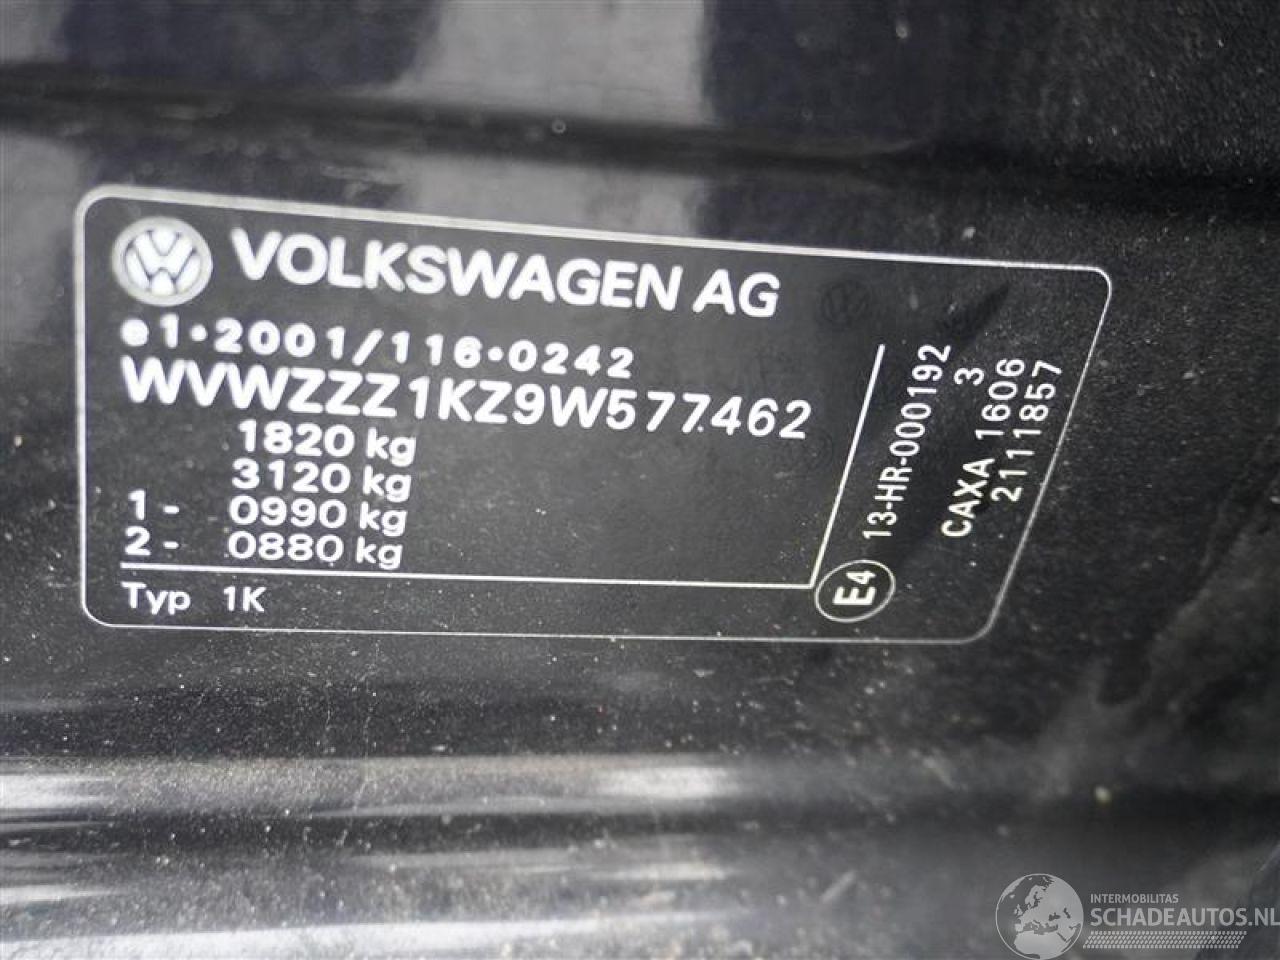 VOLKSWAGEN AG
e1*2001/116*0242
WVWZZZ1KZ9W577462
1820 kg
3120 kg
1- 0990 kg
2- 0880 kg
Typ 1K
E4
13-HR-000192
3
CAXA 1606
2111857
INTERMOBILITAS
SCHADEAUTOS.NL